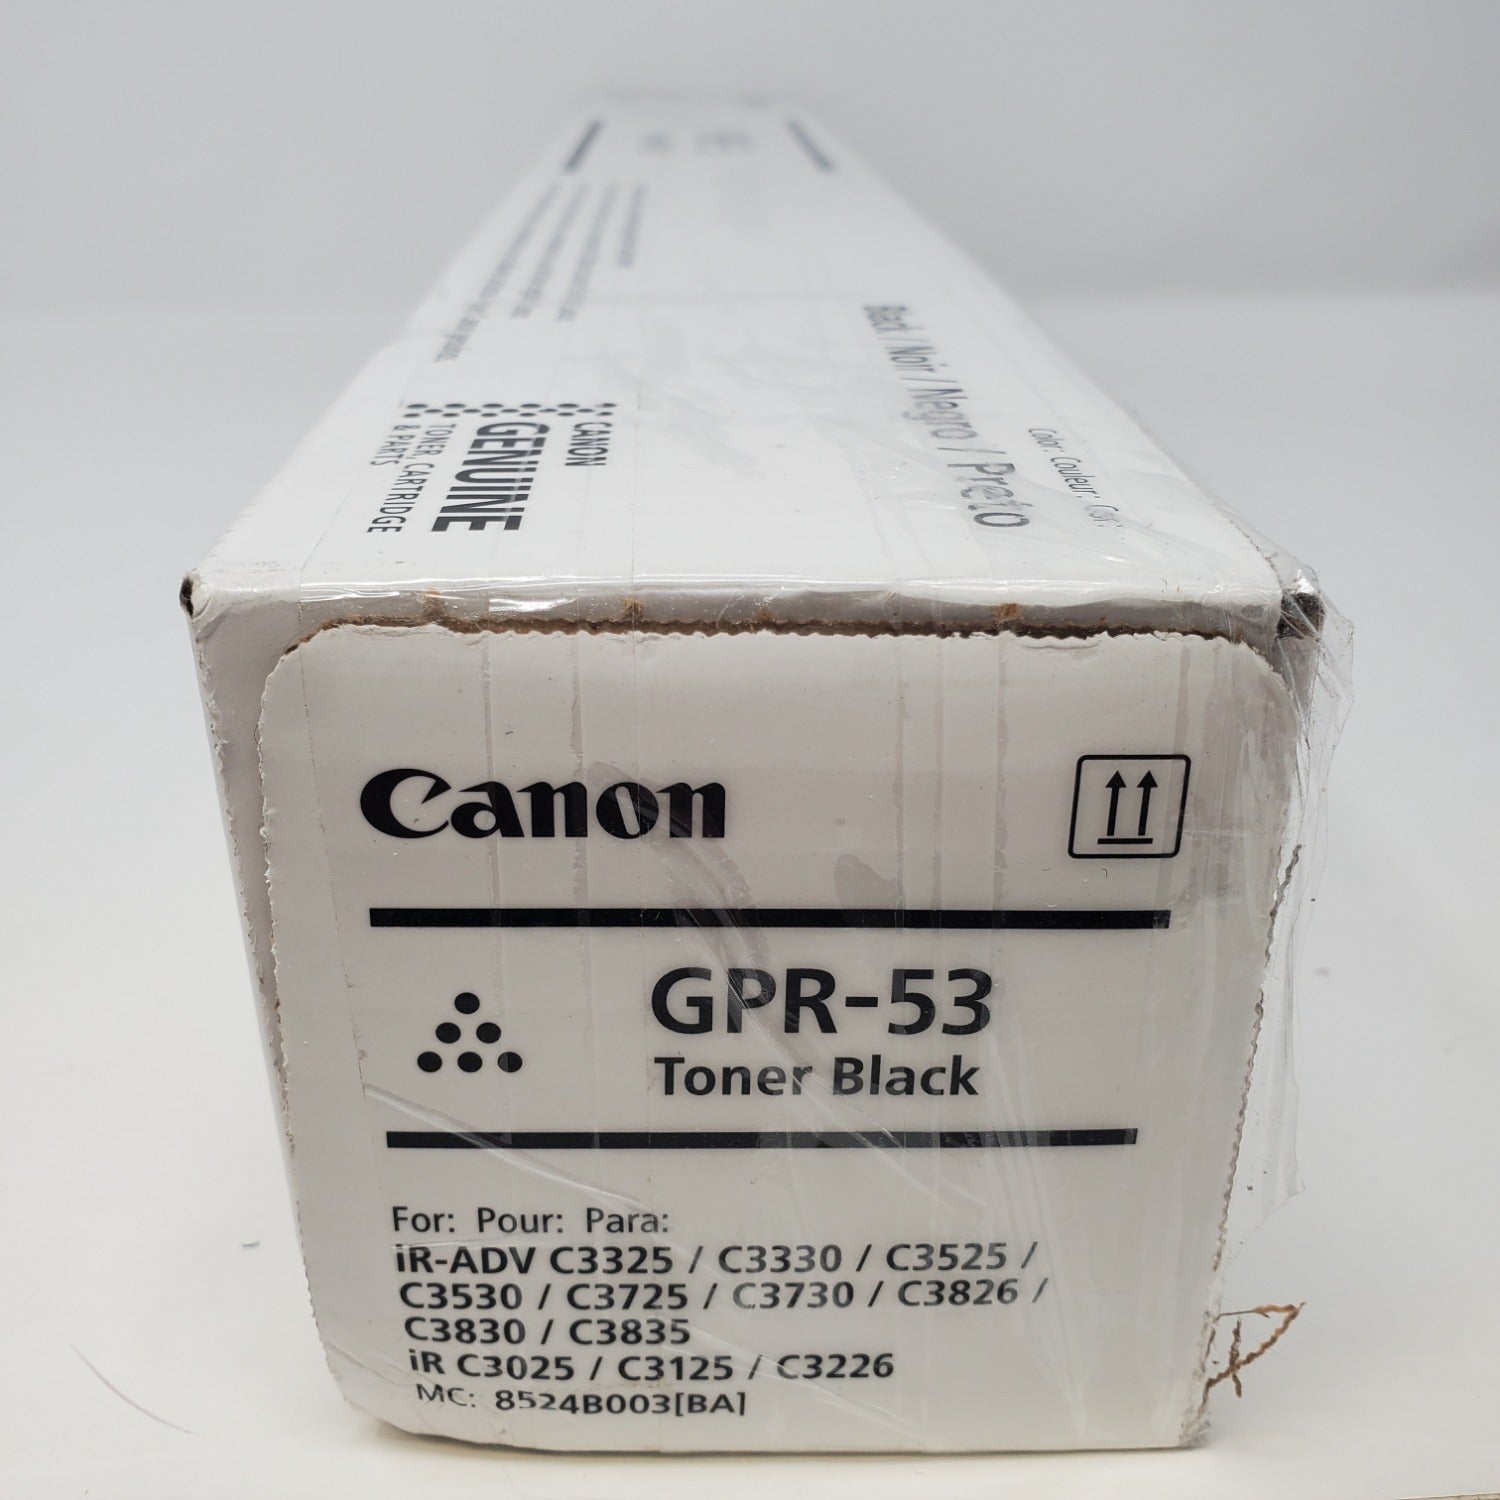 Color: Couleur: Cor:
Black / Noir / Negro / Preto
CANON
GENUINE
TONER, CARTRIDGE
& PARTS
Canon
GPR-53
Toner Black
For: Pour: Para:
iR-ADV C3325 / C3330 / C3525 /
C3530 / C3725 / C3730 / C3826 /
C3830 / C3835
iR C3025 / C3125 / C3226
MC: 8524B003[BA]